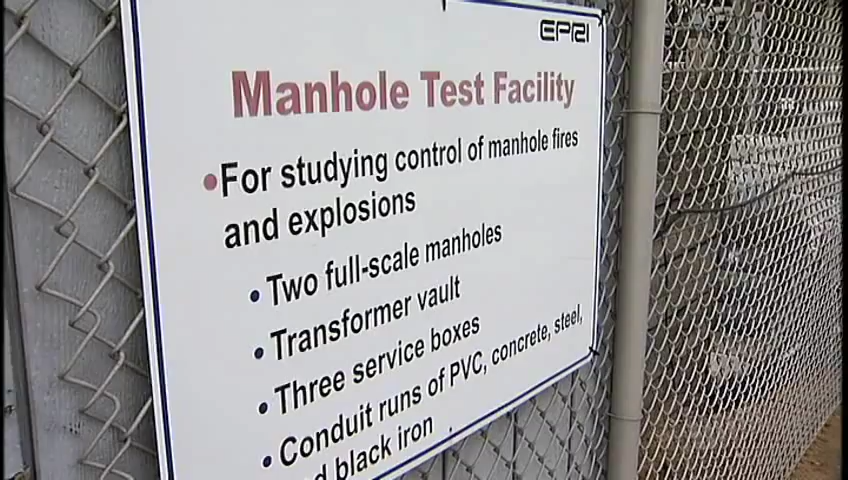 EPRI
Manhole Test Facility
•For studying control of manhole fires
and explosions
• Two full-scale manholes
• Transformer vault
• Three service boxes
• Conduit runs of PVC, concrete, steel,
black iron